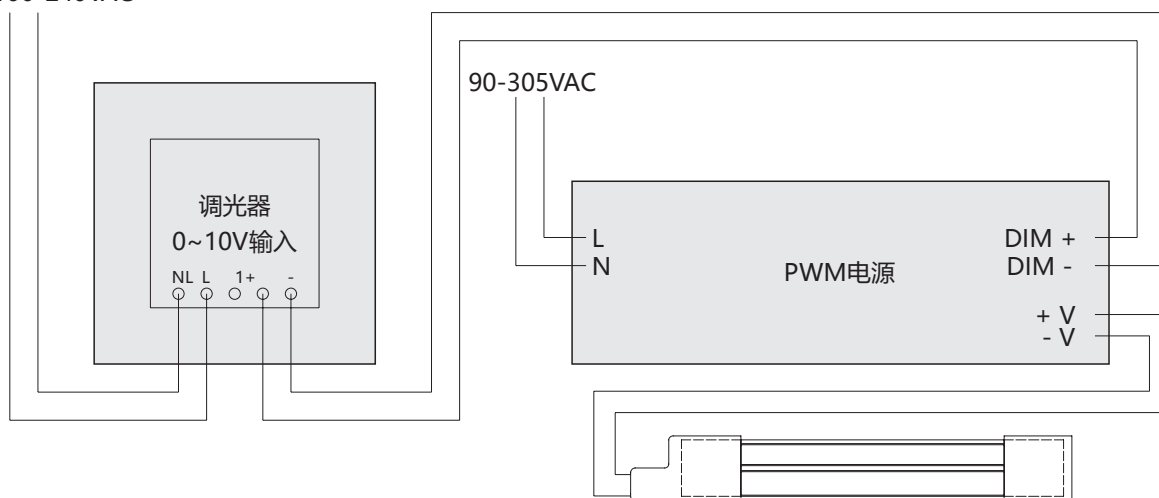 90-305VAC
调光器
0~10V输入
NL L 1+ -
L
N
PWM电源
DIM +
DIM -
+ V
- V